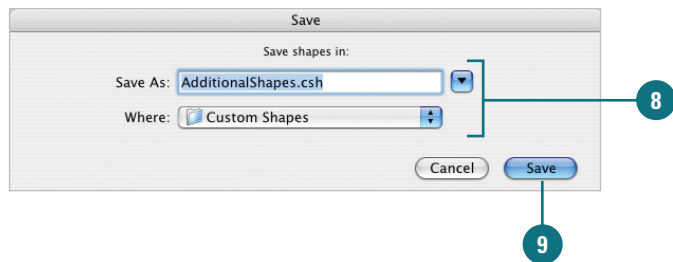 Save
Save shapes in:
Save As: AdditionalShapes.csh
Where: Custom Shapes
8
Cancel Save
9